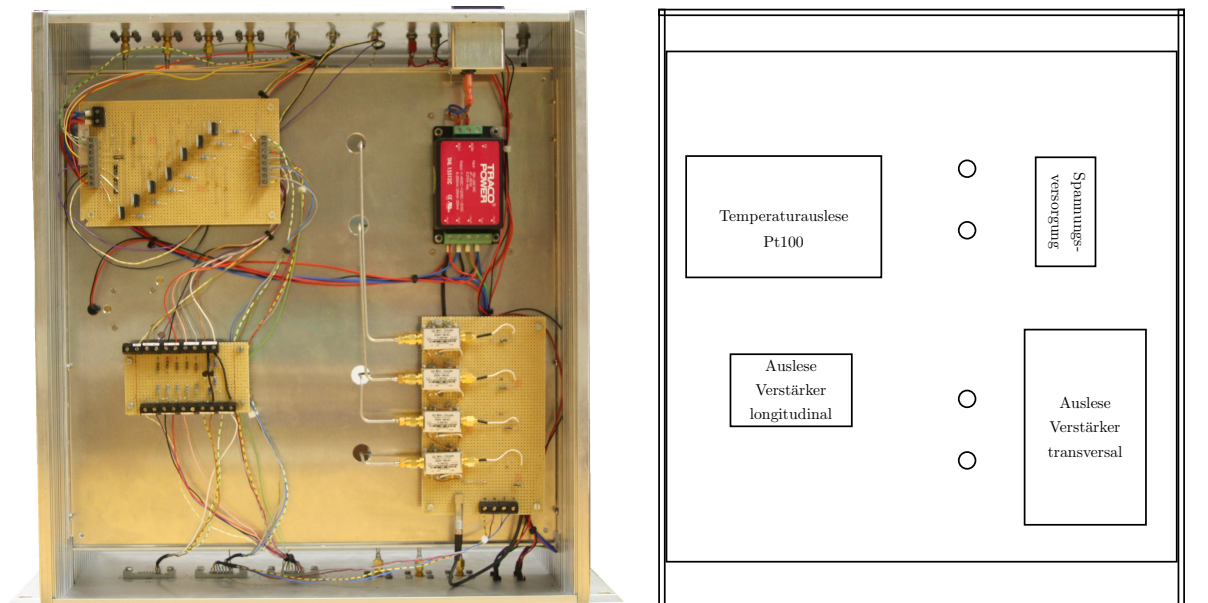 TRACO
POWER
Temperaturauslese
Pt100
Spannungs-
versorgung
Auslese
Verstärker
longitudinal
Auslese
Verstärker
transversal